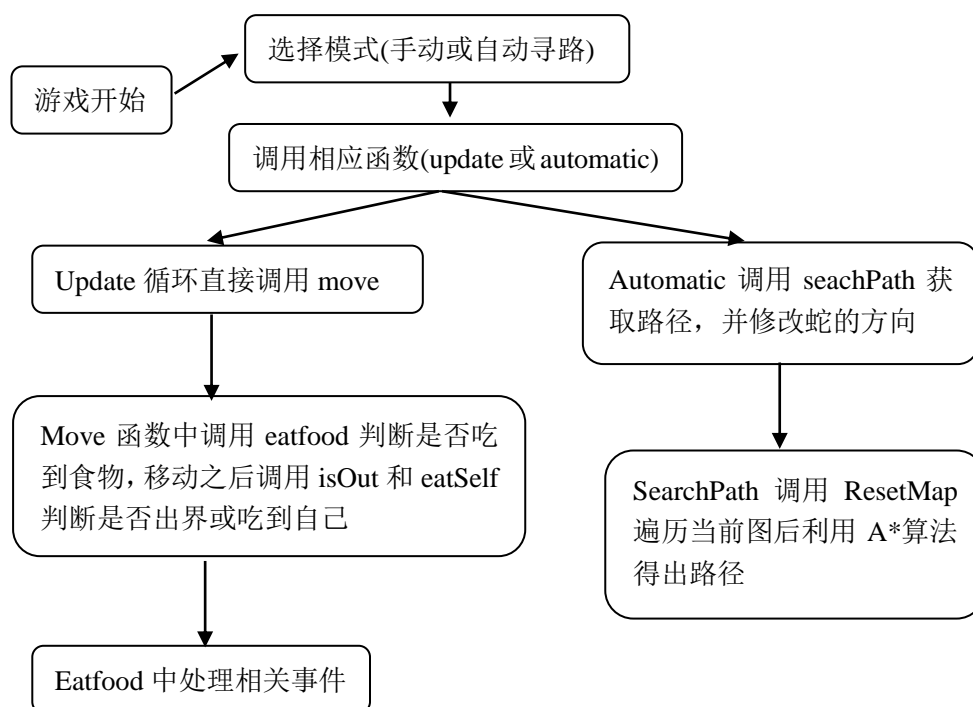 选择模式(手动或自动寻路)
游戏开始
调用相应函数(update 或 automatic)
Update 循环直接调用 move
Automatic 调用 seachPath 获
取路径，并修改蛇的方向
Move 函数中调用 eatfood 判断是否吃
到食物，移动之后调用 isOut 和 eatSelf
判断是否出界或吃到自己
SearchPath 调用 ResetMap
遍历当前图后利用 A*算法
得出路径
Eatfood 中处理相关事件